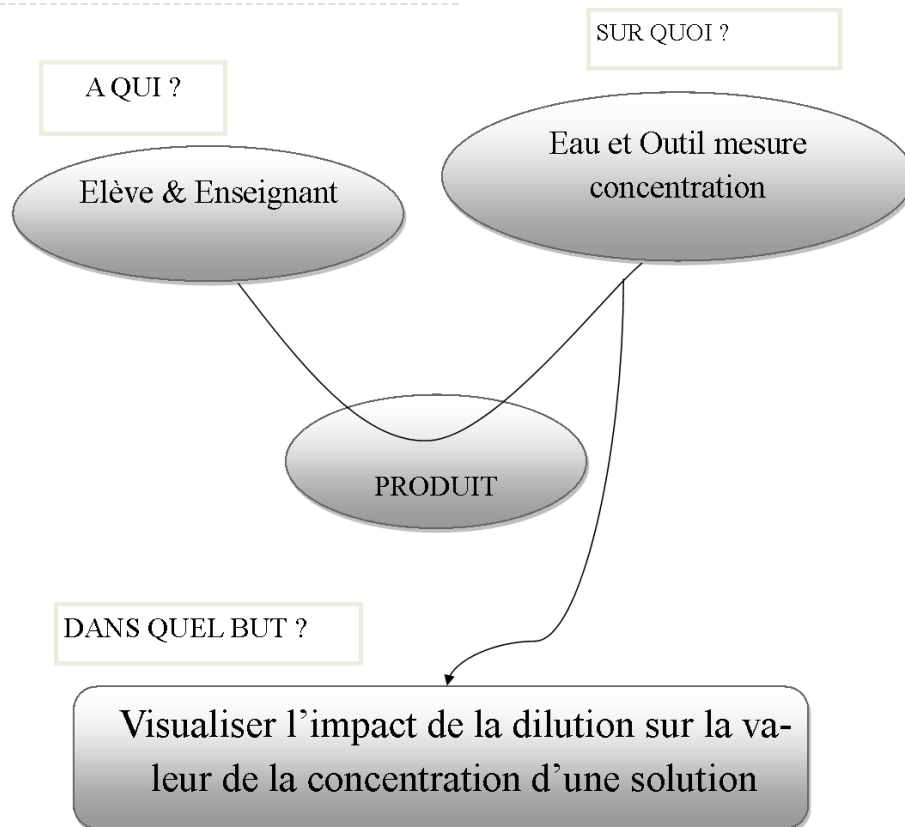 SUR QUOI ?
A QUI ?
Eau et Outil mesure
concentration
Elève & Enseignant
PRODUIT
DANS QUEL BUT ?
Visualiser l’impact de la dilution sur la va-
leur de la concentration d’une solution